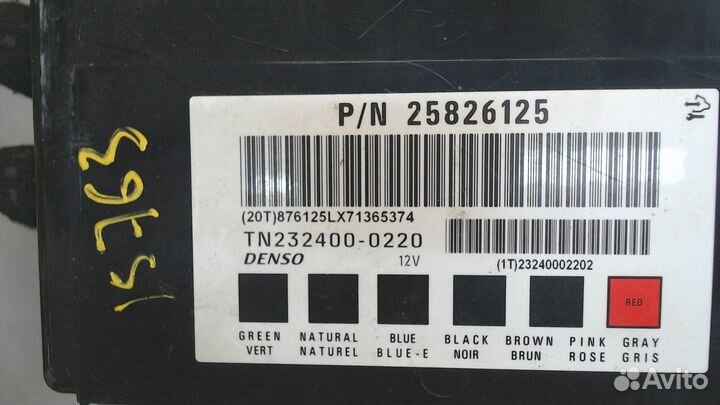 P/N 25826125
(20T)876125LX71365374
TN232400-0220
DENSO 12V
(1T)23240002202
RED
GREEN NATURAL BLUE BLACK BROWN PINK GRAY
VERT NATUREL BLUE-E NOIR BRUN ROSE GRIS
15763
Avito